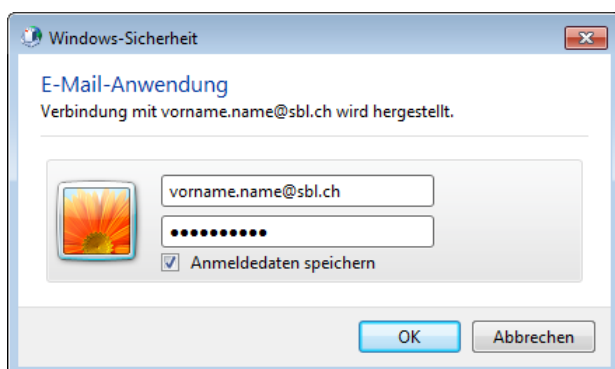 Windows-Sicherheit
E-Mail-Anwendung
Verbindung mit vorname.name@sbl.ch wird hergestellt.
vorname.name@sbl.ch
●●●●●●●●●●
Anmeldedaten speichern
OK
Abbrechen